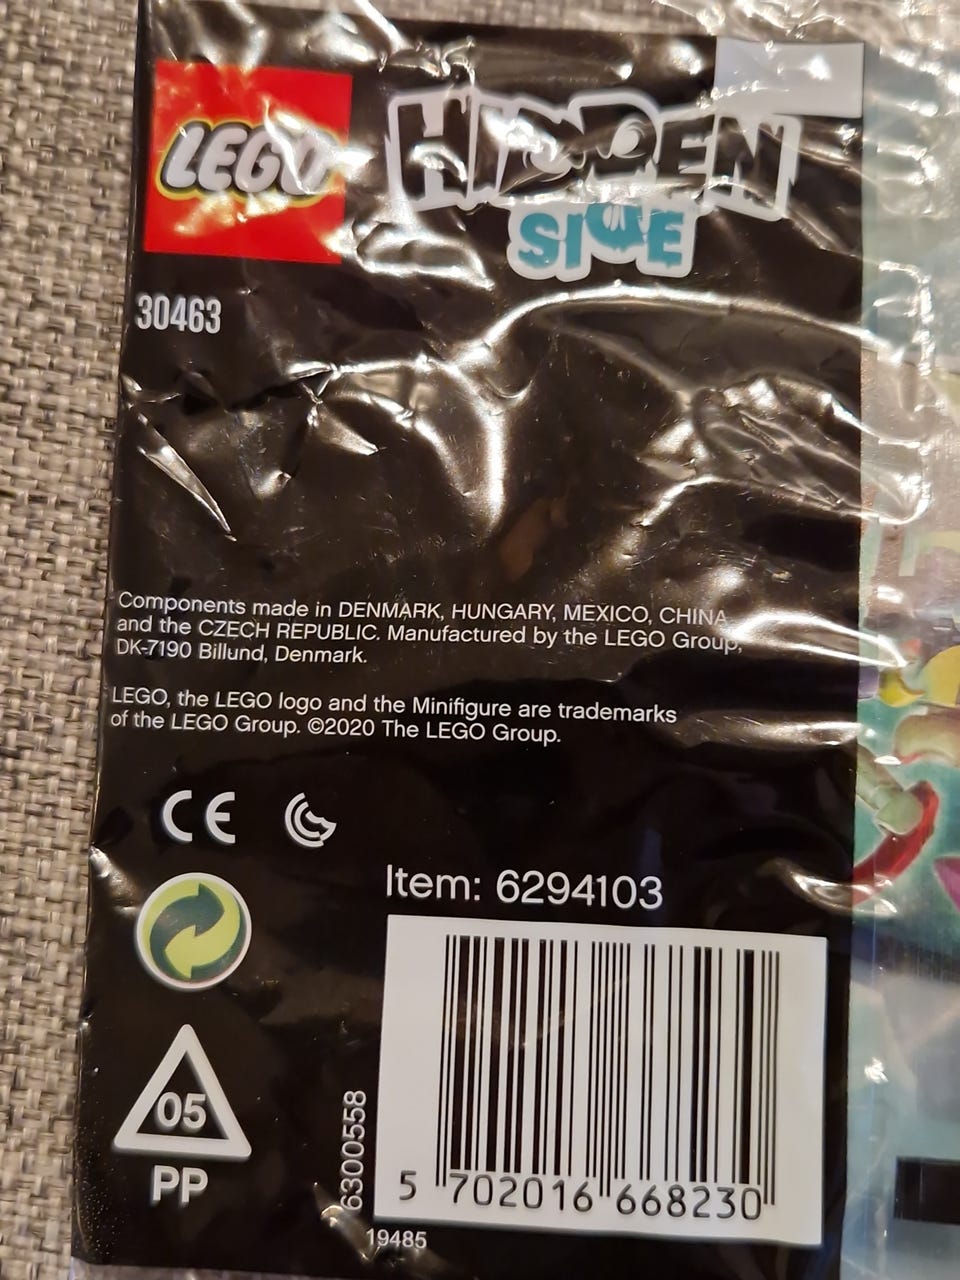 LEGO
HIDDEN
SIDE
30463
Components made in DENMARK, HUNGARY, MEXICO, CHINA
and the CZECH REPUBLIC. Manufactured by the LEGO Group,
DK-7190 Billund, Denmark.
LEGO, the LEGO logo and the Minifigure are trademarks
of the LEGO Group. ©2020 The LEGO Group.
CE
Item: 6294103
05
PP
6300558
5 702016 668230
19485